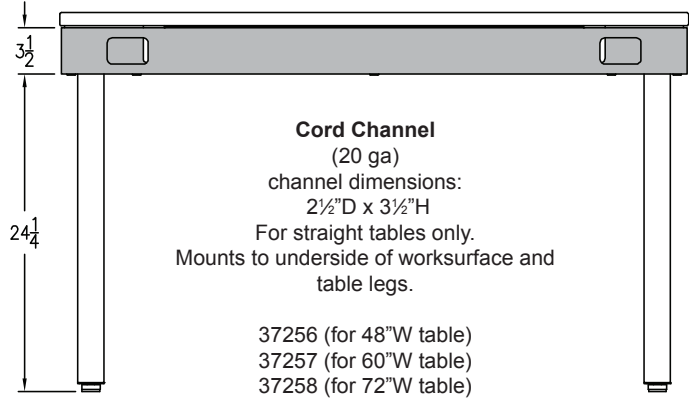 3½
24¼
Cord Channel
(20 ga)
channel dimensions:
2½”D x 3½”H
For straight tables only.
Mounts to underside of worksurface and
table legs.
37256 (for 48”W table)
37257 (for 60”W table)
37258 (for 72”W table)